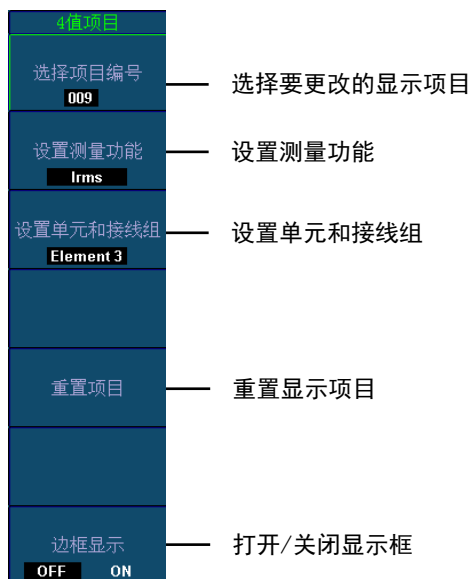 4值项目
选择项目编号
009
选择要更改的显示项目
设置测量功能
Irms
设置测量功能
设置单元和接线组
Element 3
设置单元和接线组
重置项目
重置显示项目
边框显示
OFF ON
打开/关闭显示框